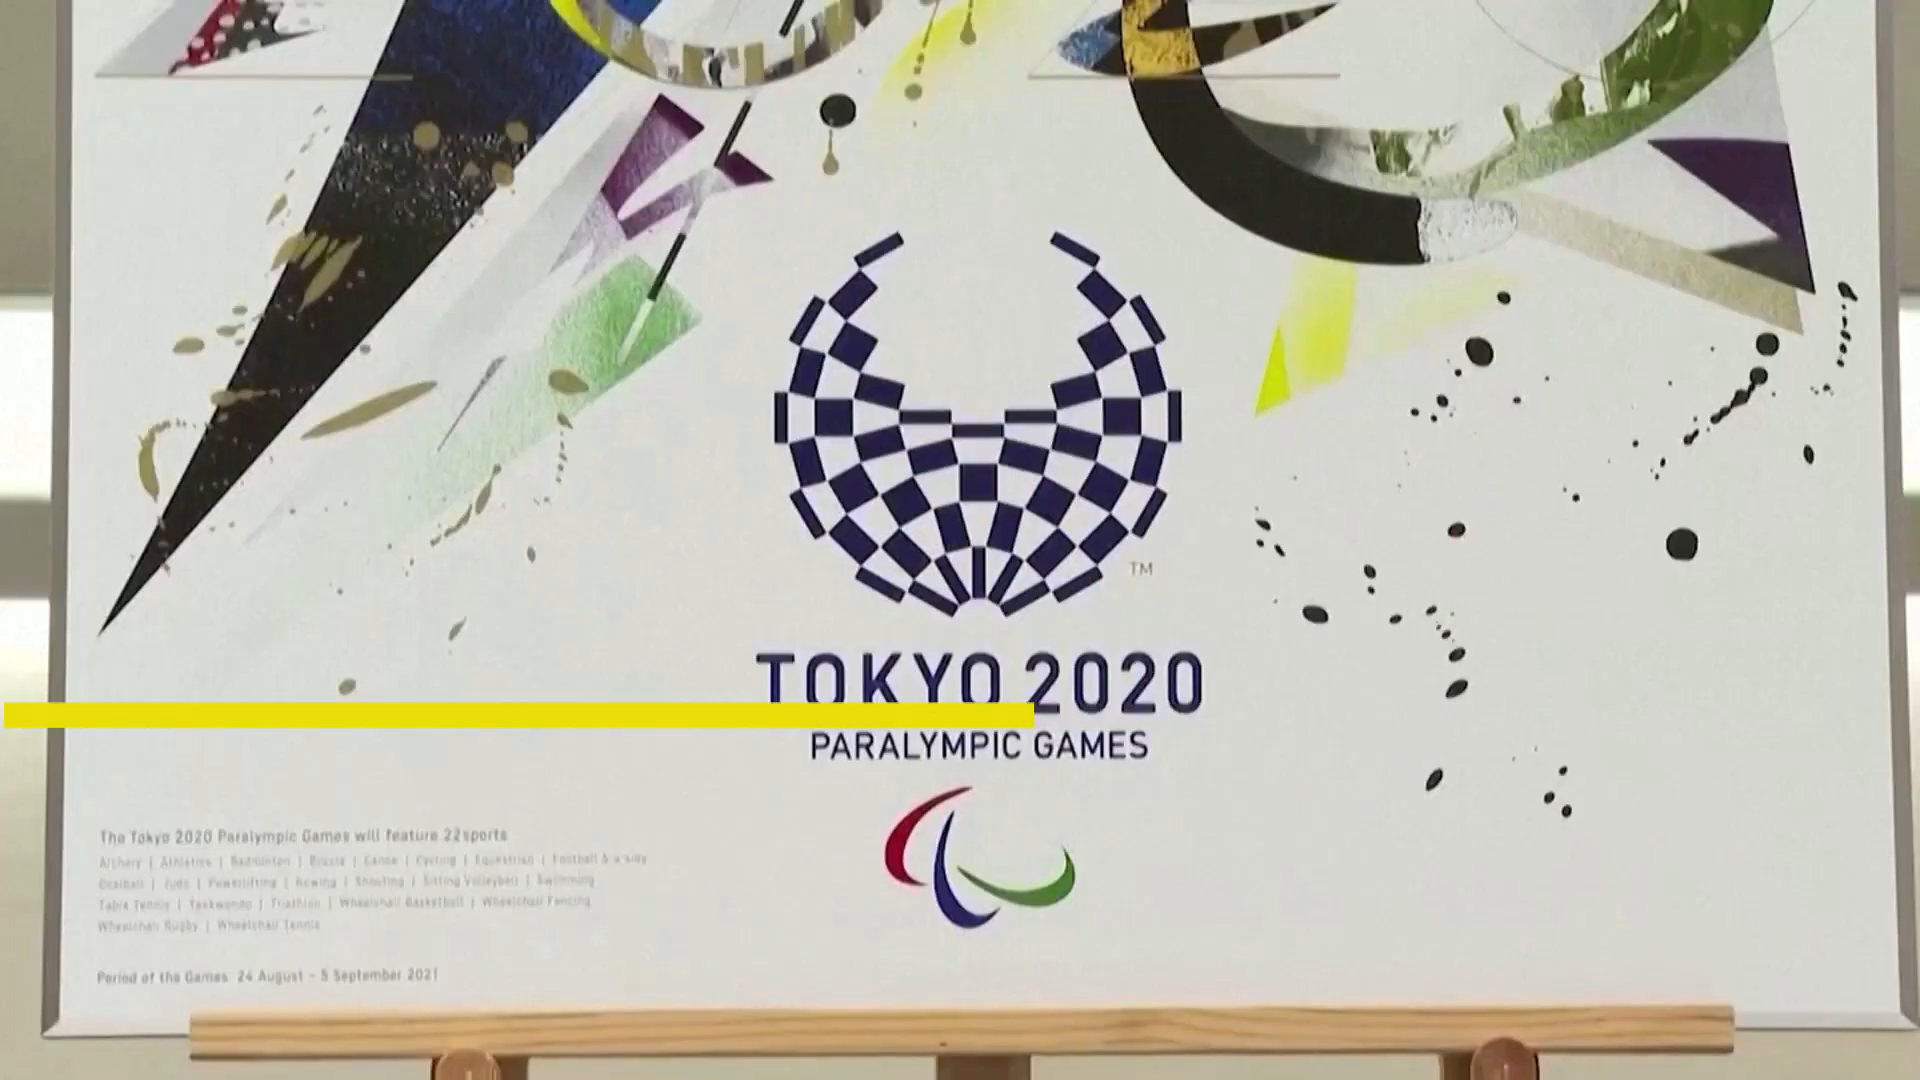 TM
TOKYO 2020
PARALYMPIC GAMES
The Tokyo 2020 Paralympic Games will feature 22sports
Archery | Athletics | Badminton | Boccia | Canoe | Cycling | Equestrian | Football 5-a-side
Goalball | Judo | Powerlifting | Rowing | Shooting | Sitting Volleyball | Swimming
Table Tennis | Taekwondo | Triathlon | Wheelchair Basketball | Wheelchair Fencing
Wheelchair Rugby | Wheelchair Tennis
Period of the Games 24 August - 5 September 2021